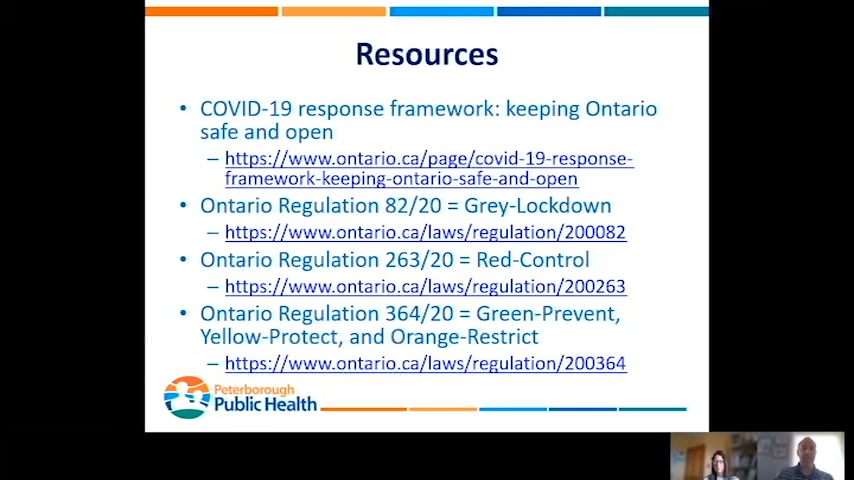 Resources
• COVID-19 response framework: keeping Ontario
safe and open
– https://www.ontario.ca/page/covid-19-response-
framework-keeping-ontario-safe-and-open
• Ontario Regulation 82/20 = Grey-Lockdown
– https://www.ontario.ca/laws/regulation/200082
• Ontario Regulation 263/20 = Red-Control
– https://www.ontario.ca/laws/regulation/200263
• Ontario Regulation 364/20 = Green-Prevent,
Yellow-Protect, and Orange-Restrict
– https://www.ontario.ca/laws/regulation/200364
Peterborough
Public Health